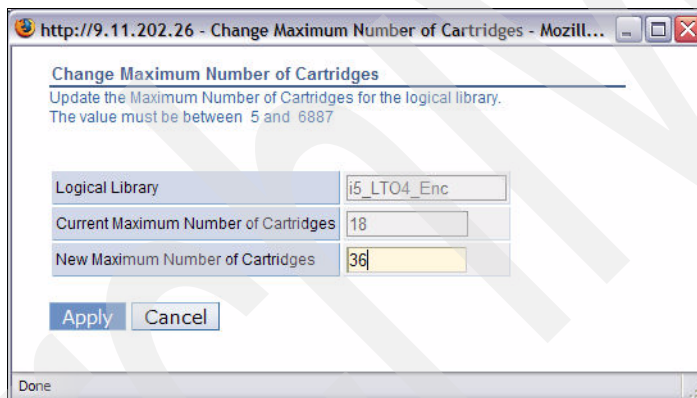 http://9.11.202.26 - Change Maximum Number of Cartridges - Mozill...
Change Maximum Number of Cartridges
Update the Maximum Number of Cartridges for the logical library.
The value must be between 5 and 6887
Logical Library i5_LTO4_Enc
Current Maximum Number of Cartridges 18
New Maximum Number of Cartridges 36
Apply Cancel
Done